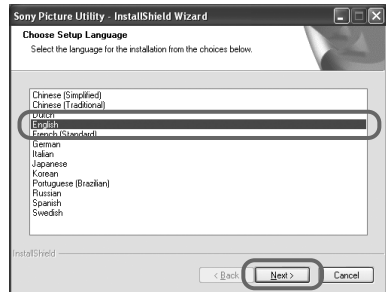 Sony Picture Utility - InstallShield Wizard
Choose Setup Language
Select the language for the installation from the choices below.
Chinese (Simplified)
Chinese (Traditional)
Dutch
English
French (Standard)
German
Italian
Japanese
Korean
Portuguese (Brazilian)
Russian
Spanish
Swedish
InstallShield
< Back
Next >
Cancel